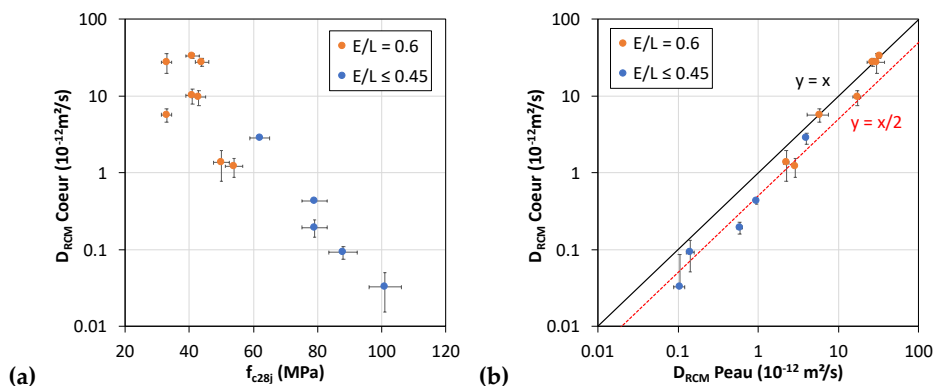 100
10
1
0.1
0.01
20
40
60
80
100
120
D_RCM Coeur (10⁻¹²m²/s)
f_c28j (MPa)
E/L = 0.6
E/L ≤ 0.45
(a)
100
10
1
0.1
0.01
0.01
0.1
1
10
100
D_RCM Coeur (10⁻¹²m²/s)
D_RCM Peau (10⁻¹² m²/s)
E/L = 0.6
E/L ≤ 0.45
y = x
y = x/2
(b)